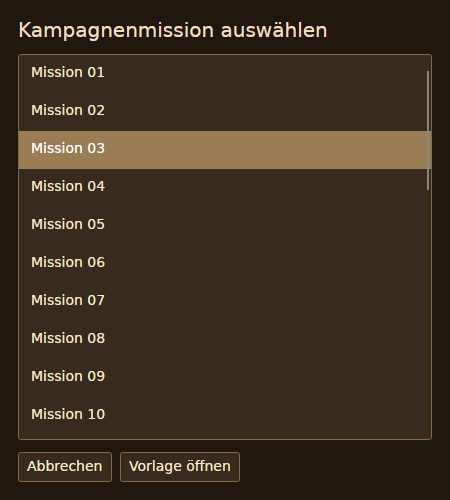 Kampagnenmission auswählen
Mission 01
Mission 02
Mission 03
Mission 04
Mission 05
Mission 06
Mission 07
Mission 08
Mission 09
Mission 10
Abbrechen
Vorlage öffnen